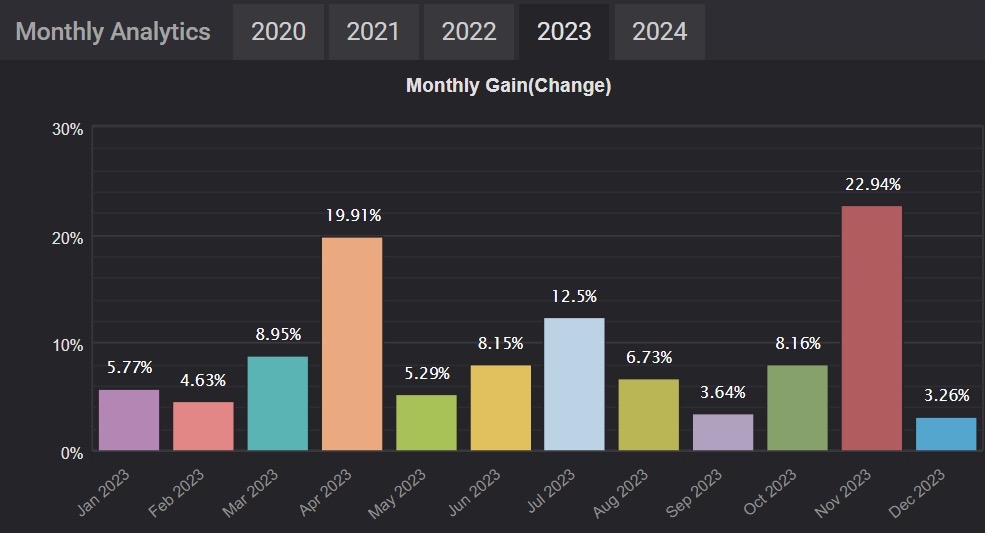 Monthly Analytics 2020 2021 2022 2023 2024
Monthly Gain(Change)
30%
22.94%
19.91%
20%
12.5%
8.95%
8.15%
8.16%
10%
5.77%
4.63%
5.29%
6.73%
3.64%
3.26%
0%
Jan 2023
Feb 2023
Mar 2023
Apr 2023
May 2023
Jun 2023
Jul 2023
Aug 2023
Sep 2023
Oct 2023
Nov 2023
Dec 2023